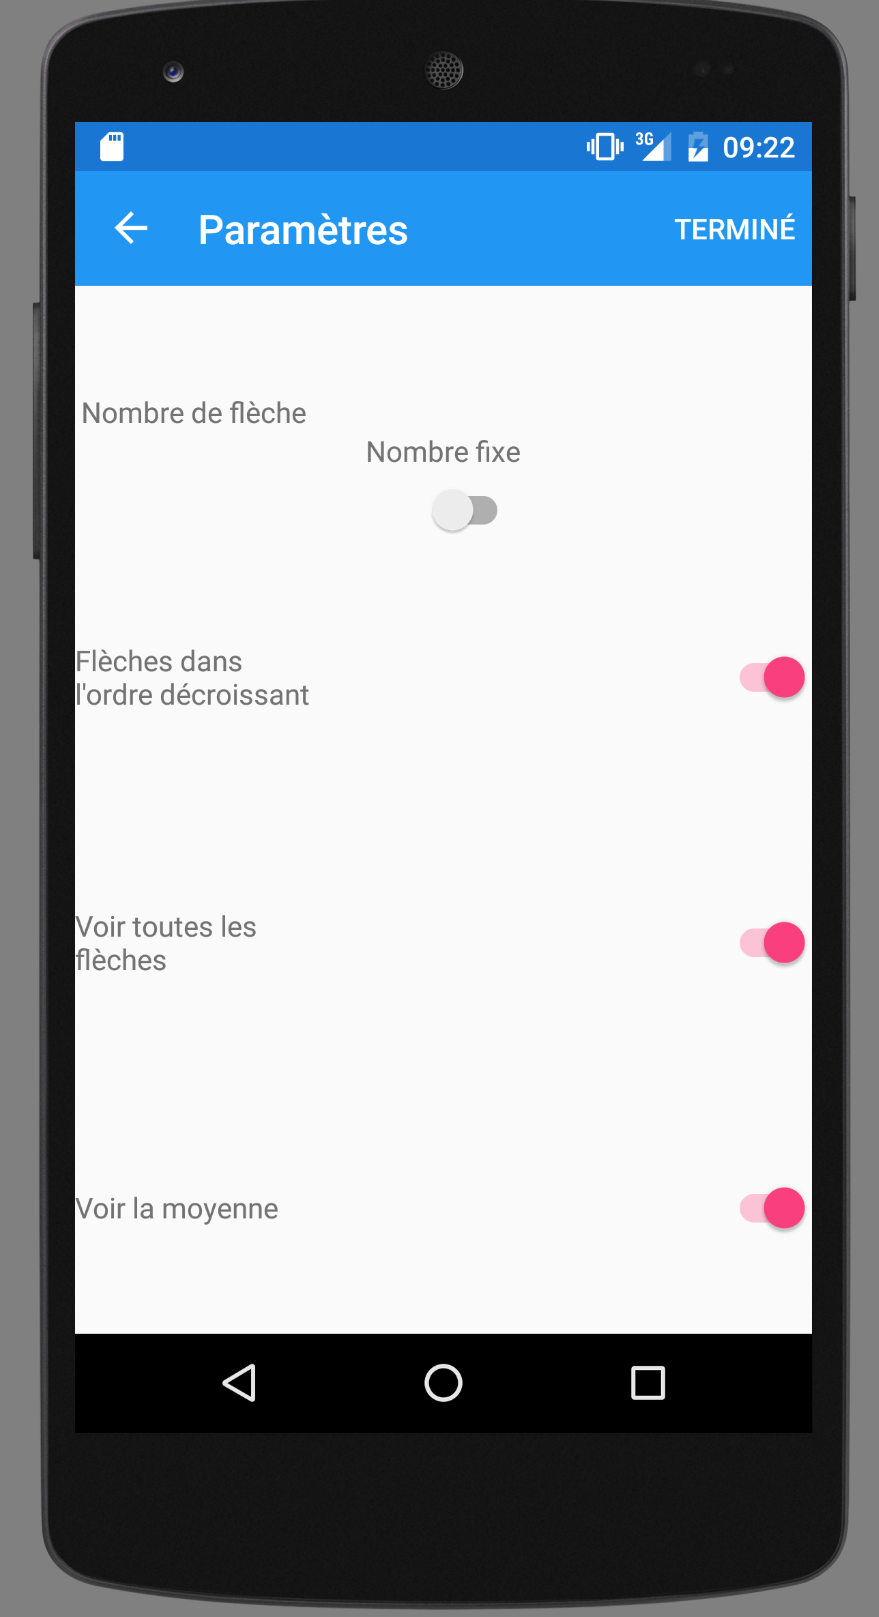 3G 09:22
Paramètres TERMINÉ
Nombre de flèche
Nombre fixe
Flèches dans
l'ordre décroissant
Voir toutes les
flèches
Voir la moyenne